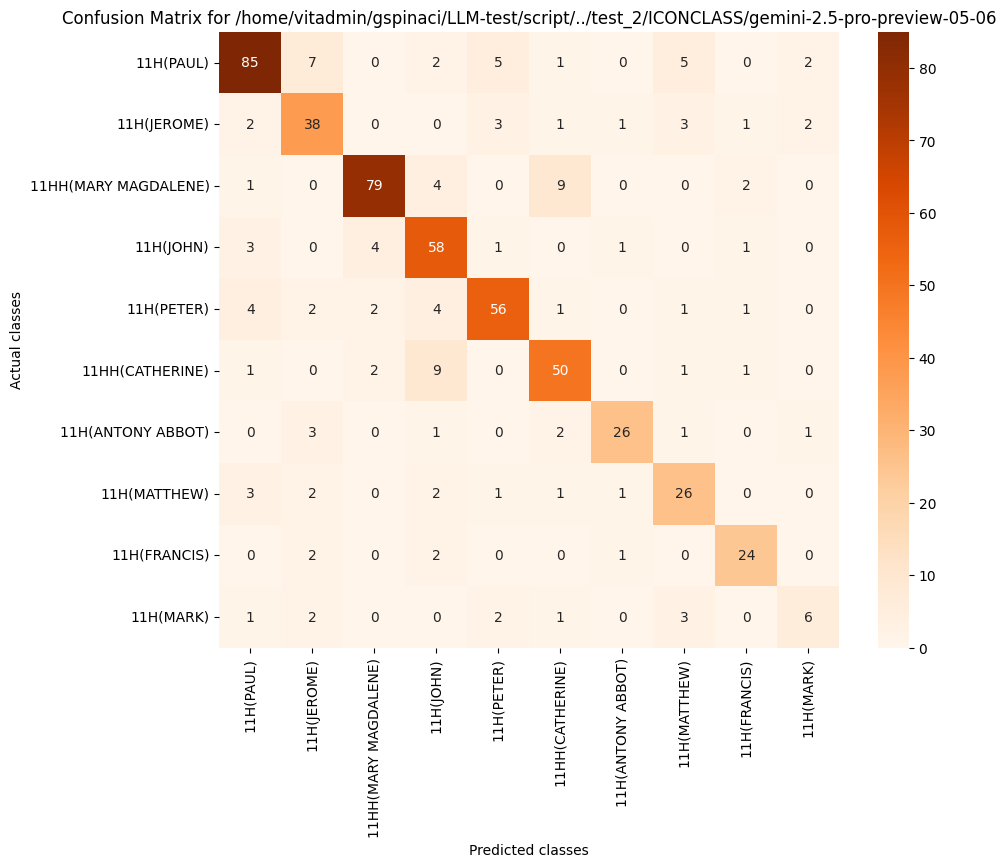 Confusion Matrix for /home/vitadmin/gspinaci/LLM-test/script/../test_2/ICONCLASS/gemini-2.5-pro-preview-05-06
Actual classes
11H(PAUL) 85 7 0 2 5 1 0 5 0 2
11H(JEROME) 2 38 0 0 3 1 1 3 1 2
11HH(MARY MAGDALENE) 1 0 79 4 0 9 0 0 2 0
11H(JOHN) 3 0 4 58 1 0 1 0 1 0
11H(PETER) 4 2 2 4 56 1 0 1 1 0
11HH(CATHERINE) 1 0 2 9 0 50 0 1 1 0
11H(ANTONY ABBOT) 0 3 0 1 0 2 26 1 0 1
11H(MATTHEW) 3 2 0 2 1 1 1 26 0 0
11H(FRANCIS) 0 2 0 2 0 0 1 0 24 0
11H(MARK) 1 2 0 0 2 1 0 3 0 6
11H(PAUL)
11H(JEROME)
11HH(MARY MAGDALENE)
11H(JOHN)
11H(PETER)
11HH(CATHERINE)
11H(ANTONY ABBOT)
11H(MATTHEW)
11H(FRANCIS)
11H(MARK)
Predicted classes
80
70
60
50
40
30
20
10
0